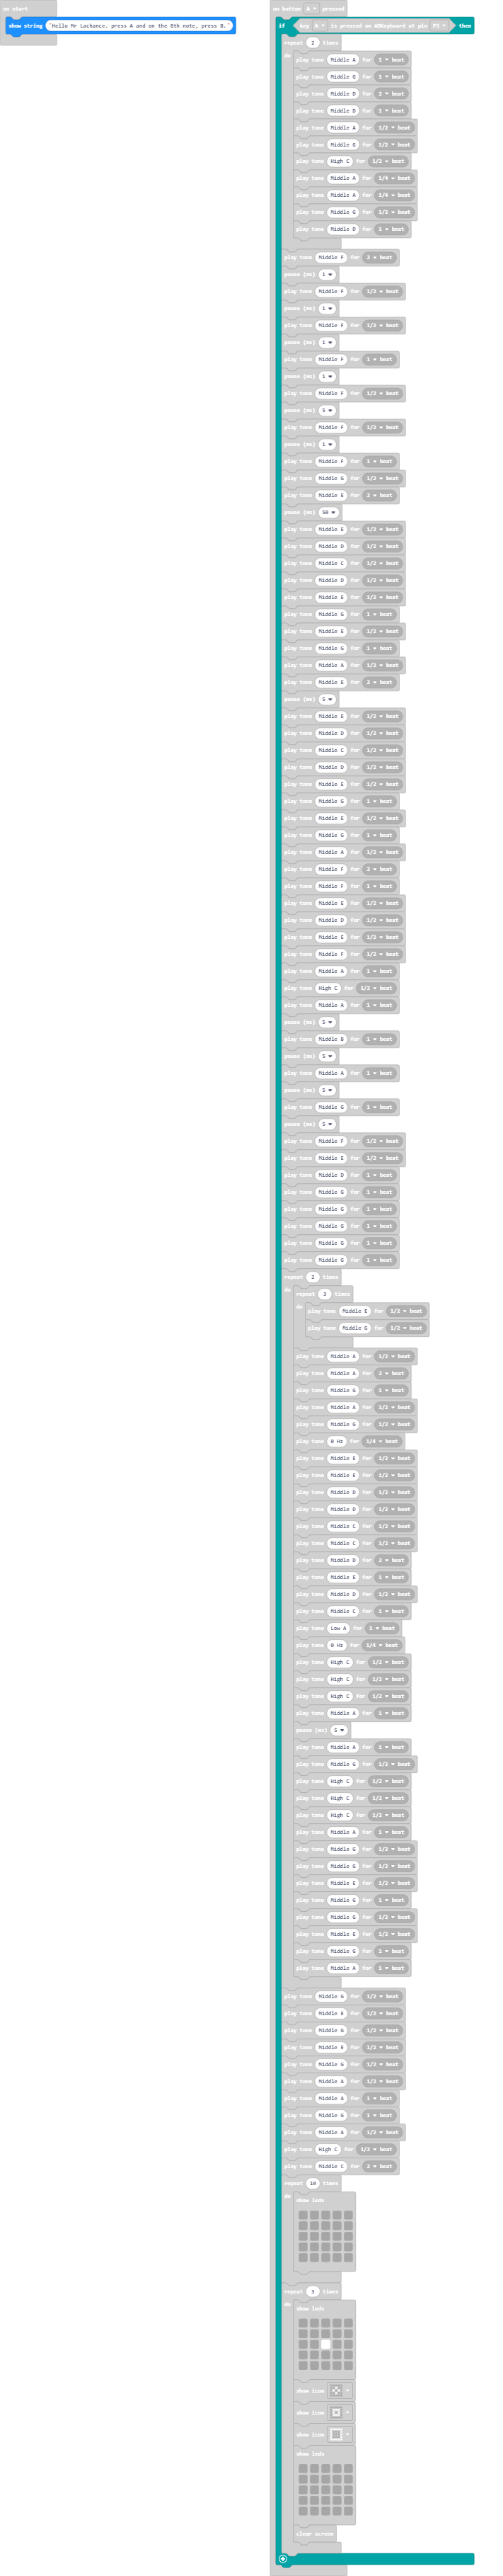 on start
show string "Hello Mr Lachance. press A and on the 8th note, press B."
on button A pressed
if key A is pressed on ADKeyboard at pin P3 then
repeat 2 times
do
play tone Middle A for 1 beat
play tone Middle G for 1 beat
play tone Middle D for 2 beat
play tone Middle D for 1 beat
play tone Middle A for 1/2 beat
play tone Middle G for 1/2 beat
play tone High C for 1/2 beat
play tone Middle A for 1/4 beat
play tone Middle A for 1/4 beat
play tone Middle G for 1/2 beat
play tone Middle D for 1 beat
play tone Middle F for 2 beat
pause (ms) 1
play tone Middle F for 1/2 beat
pause (ms) 1
play tone Middle F for 1/2 beat
pause (ms) 1
play tone Middle F for 1 beat
pause (ms) 1
play tone Middle F for 1/2 beat
pause (ms) 5
play tone Middle F for 1/2 beat
pause (ms) 1
play tone Middle F for 1 beat
play tone Middle G for 1/2 beat
play tone Middle E for 2 beat
pause (ms) 50
play tone Middle E for 1/2 beat
play tone Middle D for 1/2 beat
play tone Middle C for 1/2 beat
play tone Middle D for 1/2 beat
play tone Middle E for 1/2 beat
play tone Middle G for 1 beat
play tone Middle E for 1/2 beat
play tone Middle G for 1 beat
play tone Middle A for 1/2 beat
play tone Middle E for 2 beat
pause (ms) 5
play tone Middle E for 1/2 beat
play tone Middle D for 1/2 beat
play tone Middle C for 1/2 beat
play tone Middle D for 1/2 beat
play tone Middle E for 1/2 beat
play tone Middle G for 1 beat
play tone Middle E for 1/2 beat
play tone Middle G for 1 beat
play tone Middle A for 1/2 beat
play tone Middle F for 2 beat
play tone Middle F for 1 beat
play tone Middle E for 1/2 beat
play tone Middle D for 1/2 beat
play tone Middle E for 1/2 beat
play tone Middle F for 1/2 beat
play tone Middle A for 1 beat
play tone High C for 1/2 beat
play tone Middle A for 1 beat
pause (ms) 5
play tone Middle B for 1 beat
pause (ms) 5
play tone Middle A for 1 beat
pause (ms) 5
play tone Middle G for 1 beat
pause (ms) 5
play tone Middle F for 1/2 beat
play tone Middle E for 1/2 beat
play tone Middle D for 1 beat
play tone Middle G for 1 beat
play tone Middle G for 1 beat
play tone Middle G for 1 beat
play tone Middle G for 1 beat
play tone Middle G for 1 beat
repeat 2 times
do
repeat 3 times
do
play tone Middle E for 1/2 beat
play tone Middle G for 1/2 beat
play tone Middle A for 1/2 beat
play tone Middle A for 2 beat
play tone Middle G for 1 beat
play tone Middle A for 1/2 beat
play tone Middle G for 1/2 beat
play tone 0 Hz for 1/4 beat
play tone Middle E for 1/2 beat
play tone Middle E for 1/2 beat
play tone Middle D for 1/2 beat
play tone Middle D for 1/2 beat
play tone Middle C for 1/2 beat
play tone Middle C for 1/2 beat
play tone Middle D for 2 beat
play tone Middle E for 1 beat
play tone Middle D for 1/2 beat
play tone Middle C for 1 beat
play tone Low A for 1 beat
play tone 0 Hz for 1/4 beat
play tone High C for 1/2 beat
play tone High C for 1/2 beat
play tone High C for 1/2 beat
play tone Middle A for 1 beat
pause (ms) 5
play tone Middle A for 1 beat
play tone Middle G for 1/2 beat
play tone High C for 1/2 beat
play tone High C for 1/2 beat
play tone High C for 1/2 beat
play tone Middle A for 1 beat
play tone Middle G for 1/2 beat
play tone Middle G for 1/2 beat
play tone Middle E for 1/2 beat
play tone Middle G for 1 beat
play tone Middle G for 1/2 beat
play tone Middle E for 1/2 beat
play tone Middle G for 1 beat
play tone Middle A for 1 beat
play tone Middle G for 1/2 beat
play tone Middle E for 1/2 beat
play tone Middle G for 1/2 beat
play tone Middle E for 1/2 beat
play tone Middle G for 1/2 beat
play tone Middle A for 1/2 beat
play tone Middle A for 1 beat
play tone Middle G for 1 beat
play tone Middle A for 1/2 beat
play tone High C for 1/2 beat
play tone Middle C for 2 beat
repeat 10 times
do
show leds
repeat 3 times
do
show leds
show icon
show icon
show icon
show leds
clear screen